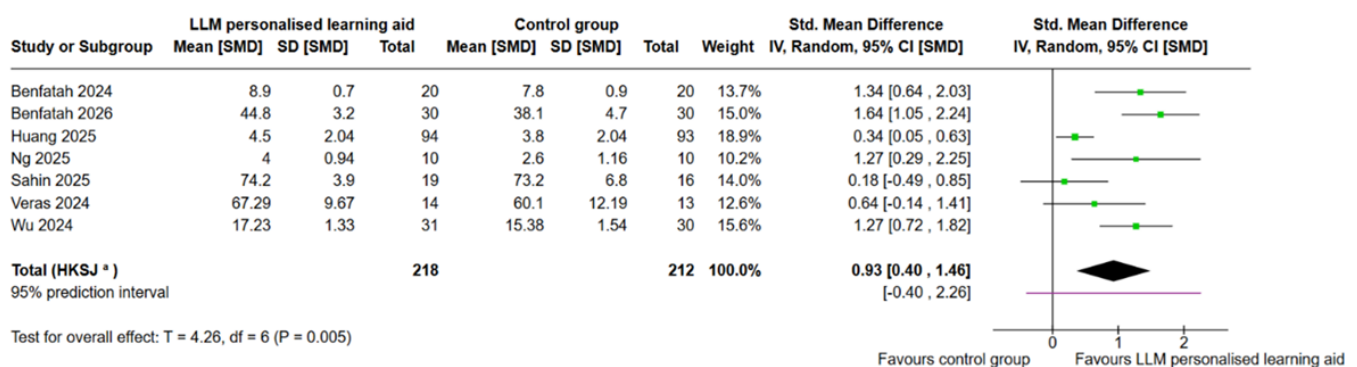 LLM personalised learning aid Control group Std. Mean Difference Std. Mean Difference
Study or Subgroup Mean [SMD] SD [SMD] Total Mean [SMD] SD [SMD] Total Weight IV, Random, 95% CI [SMD] IV, Random, 95% CI [SMD]
Benfatah 2024 8.9 0.7 20 7.8 0.9 20 13.7% 1.34 [0.64 , 2.03]
Benfatah 2026 44.8 3.2 30 38.1 4.7 30 15.0% 1.64 [1.05 , 2.24]
Huang 2025 4.5 2.04 94 3.8 2.04 93 18.9% 0.34 [0.05 , 0.63]
Ng 2025 4 0.94 10 2.6 1.16 10 10.2% 1.27 [0.29 , 2.25]
Sahin 2025 74.2 3.9 19 73.2 6.8 16 14.0% 0.18 [-0.49 , 0.85]
Veras 2024 67.29 9.67 14 60.1 12.19 13 12.6% 0.64 [-0.14 , 1.41]
Wu 2024 17.23 1.33 31 15.38 1.54 30 15.6% 1.27 [0.72 , 1.82]
Total (HKSJ ᵃ) 218 212 100.0% 0.93 [0.40 , 1.46]
95% prediction interval [-0.40 , 2.26]
Test for overall effect: T = 4.26, df = 6 (P = 0.005)
0 1 2
Favours control group Favours LLM personalised learning aid